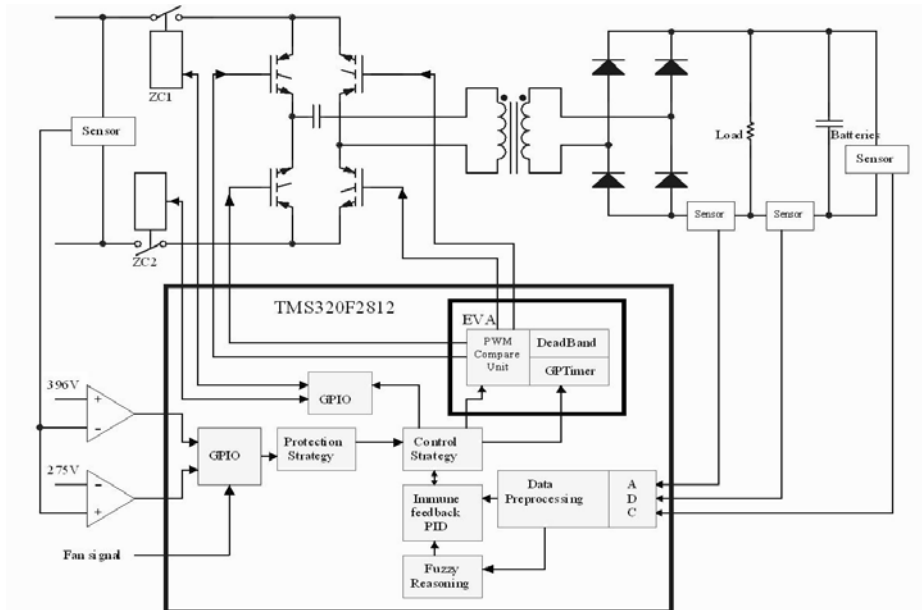 ZC1
Sensor
ZC2
Load
Batteries
Sensor
Sensor
Sensor
TMS320F2812
EVA
PWM
Compare
Unit
DeadBand
GPTimer
396V
+
-
275V
-
+
Fan signal
GPIO
GPIO
Protection
Strategy
Control
Strategy
Immune
feedback
PID
Fuzzy
Reasoning
Data
Preprocessing
A
D
C